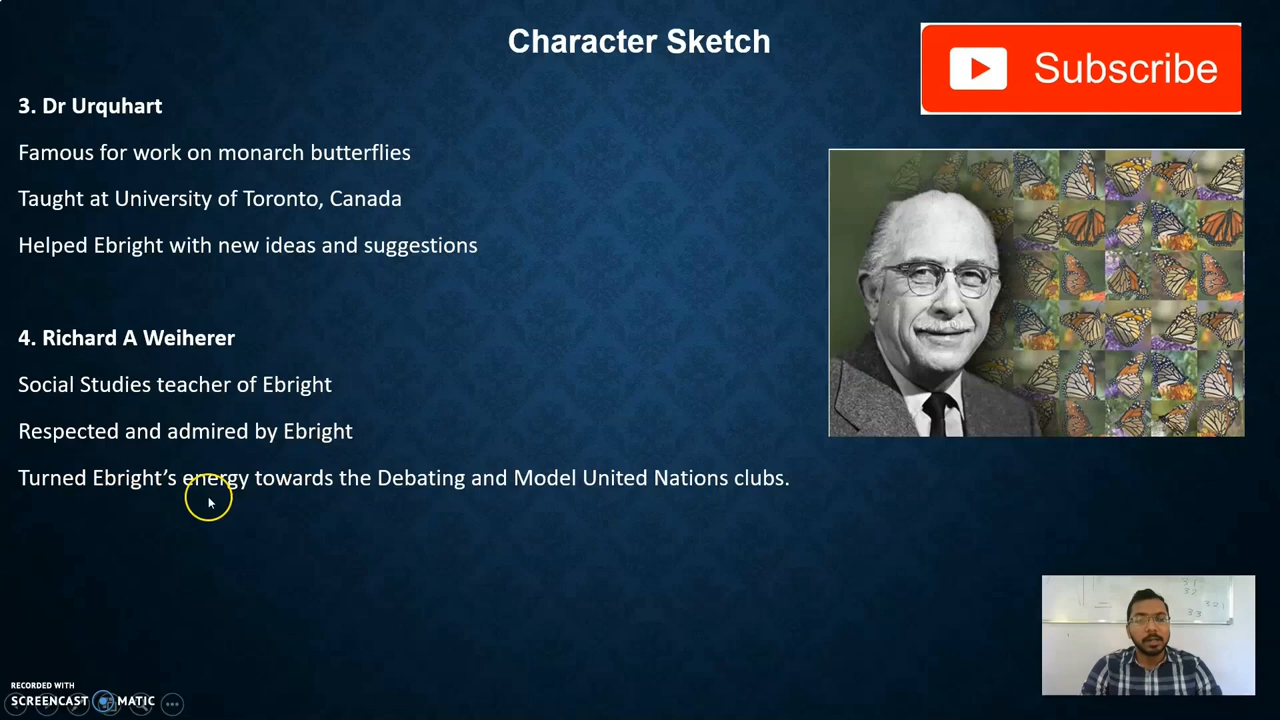 Character Sketch
Subscribe
3. Dr Urquhart
Famous for work on monarch butterflies
Taught at University of Toronto, Canada
Helped Ebright with new ideas and suggestions
4. Richard A Weiherer
Social Studies teacher of Ebright
Respected and admired by Ebright
Turned Ebright’s energy towards the Debating and Model United Nations clubs.
RECORDED WITH
SCREENCAST MATIC